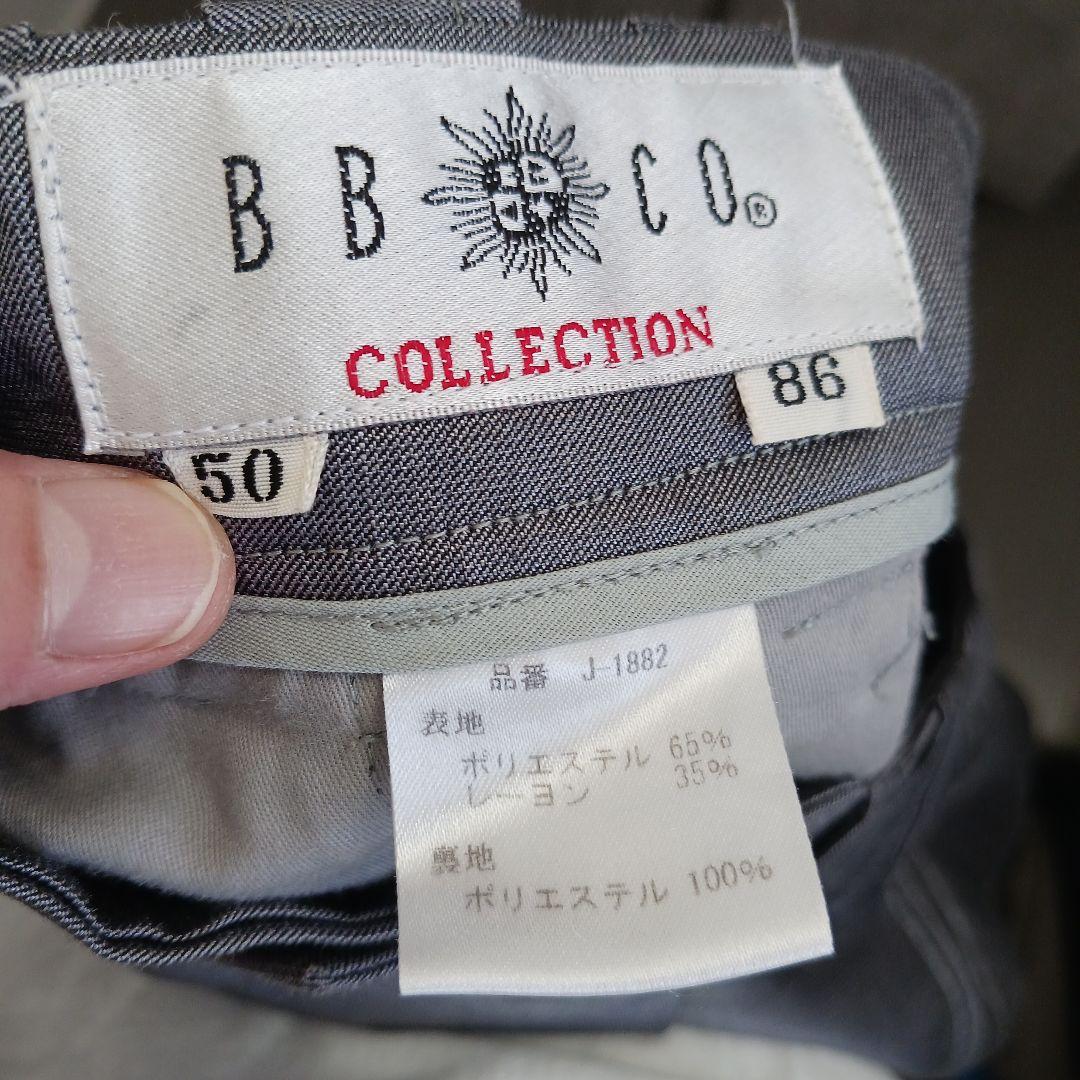 B B CO®
COLLECTION
50
86
品番 J-1882
表地
ポリエステル 65%
レーヨン 35%
裏地
ポリエステル 100%